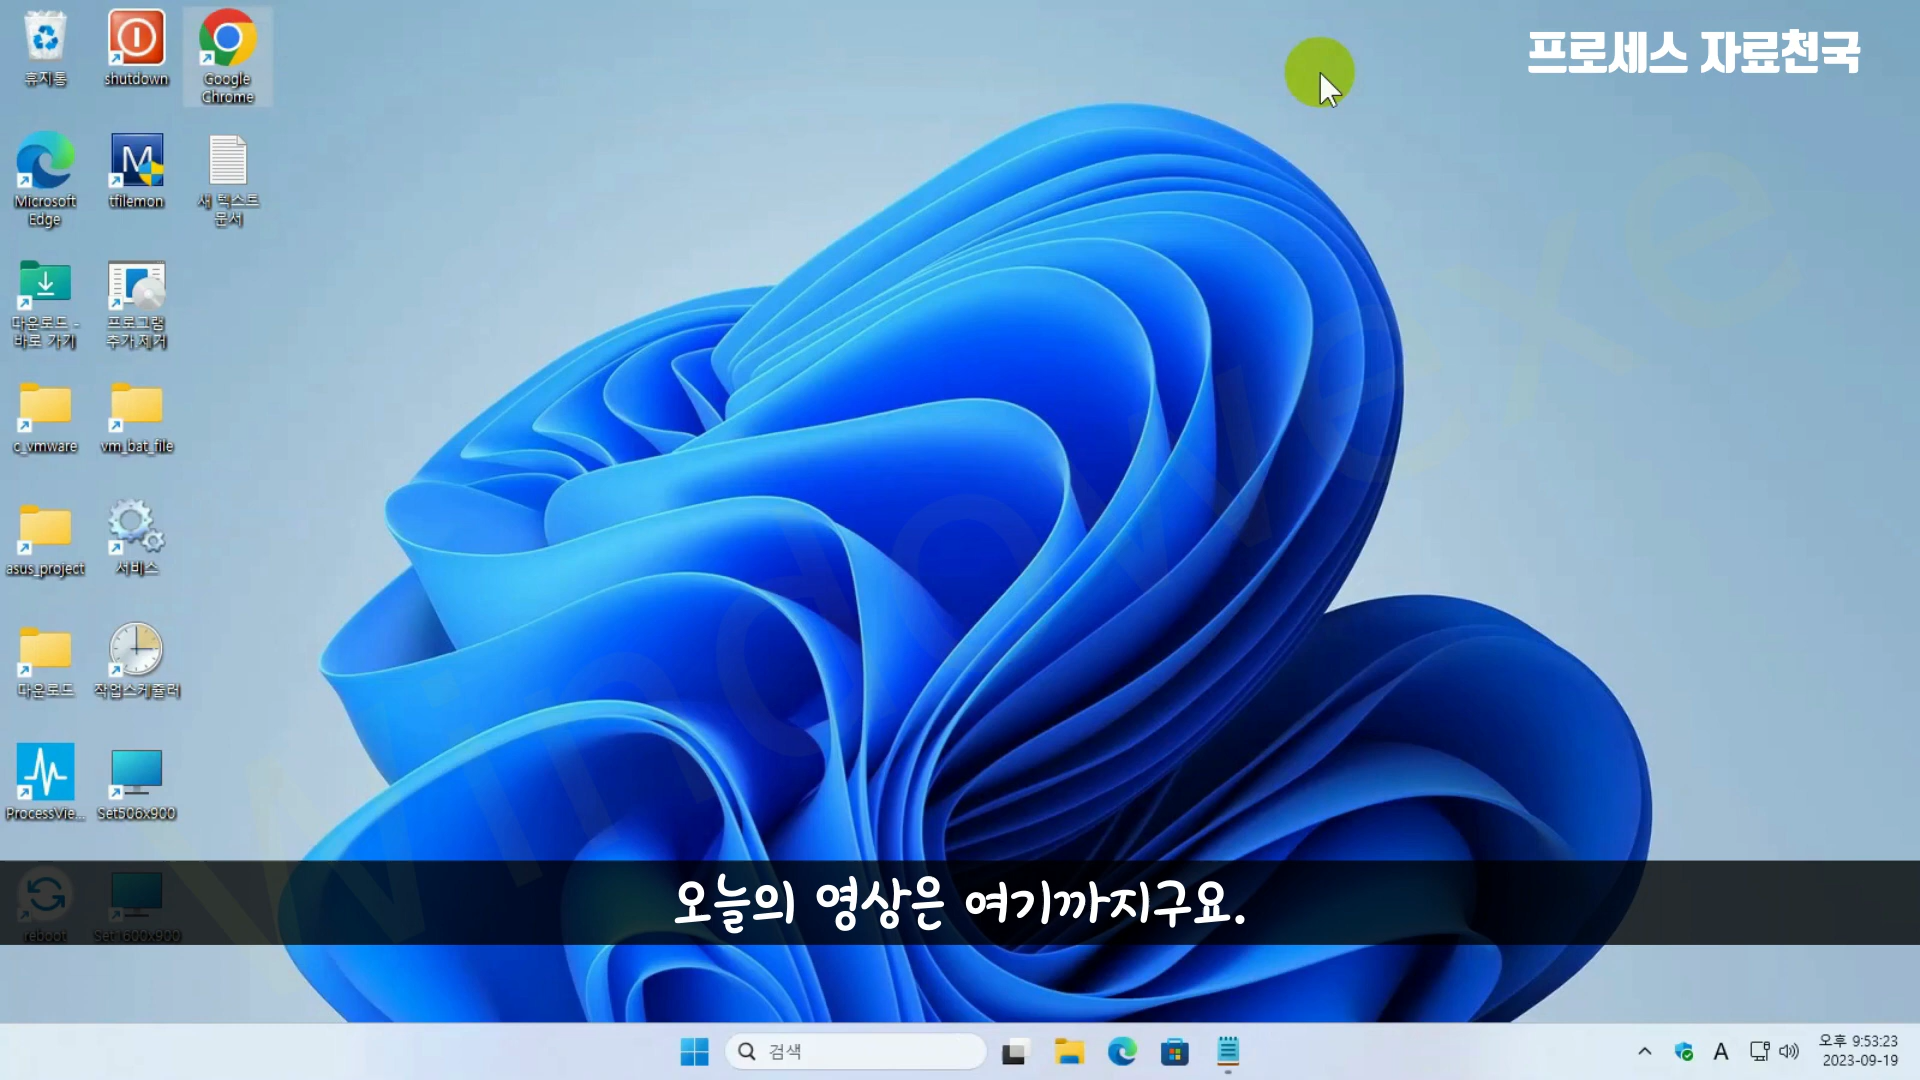 프로세스 자료천국
휴지통
shutdown
Google
Chrome
Microsoft
Edge
tfilemon
새 텍스트
문서
다운로드 -
바로 가기
프로그램
추가,제거
c_vmware
vm_bat_file
asus_project
서비스
다운로드
작업스케쥴러
ProcessVie...
Set506x900
reboot
Set1600x900
windowexe
오늘의 영상은 여기까지구요.
검색
A
오후 9:53:23
2023-09-19